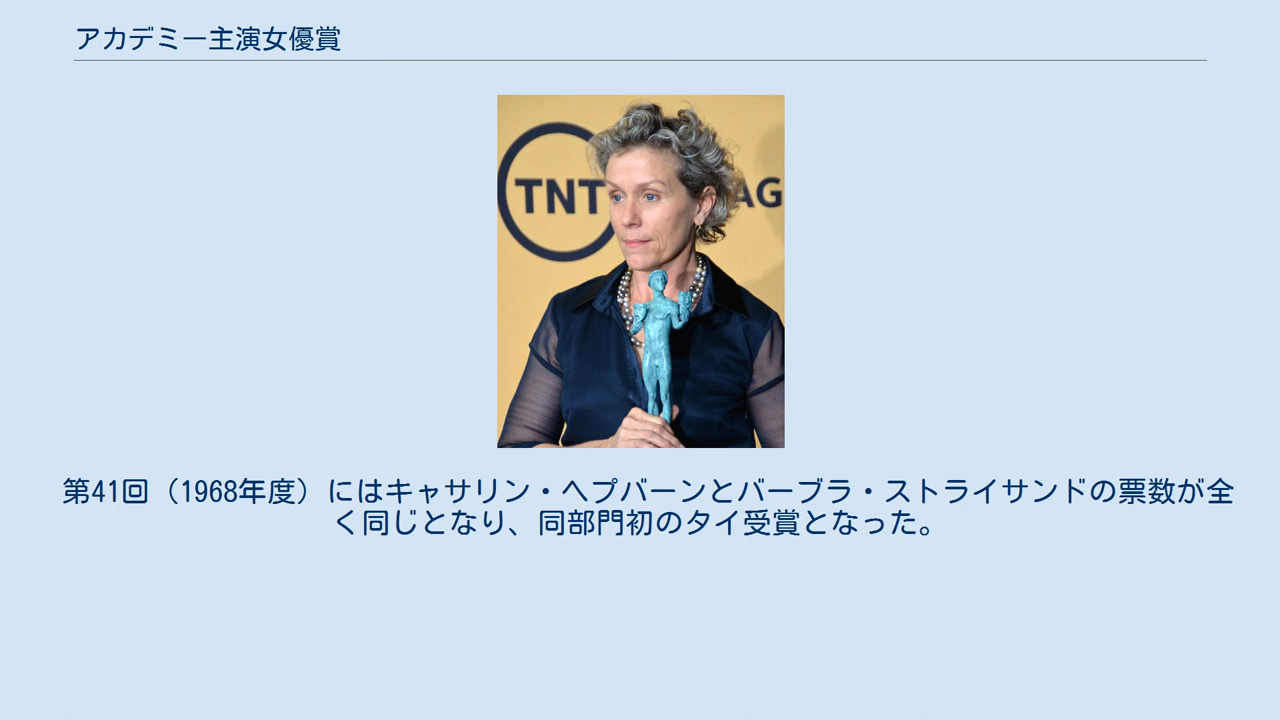 アカデミー主演女優賞
TNT
AG
第41回（1968年度）にはキャサリン・ヘプバーンとバーブラ・ストライサンドの票数が全
く同じとなり、同部門初のタイ受賞となった。